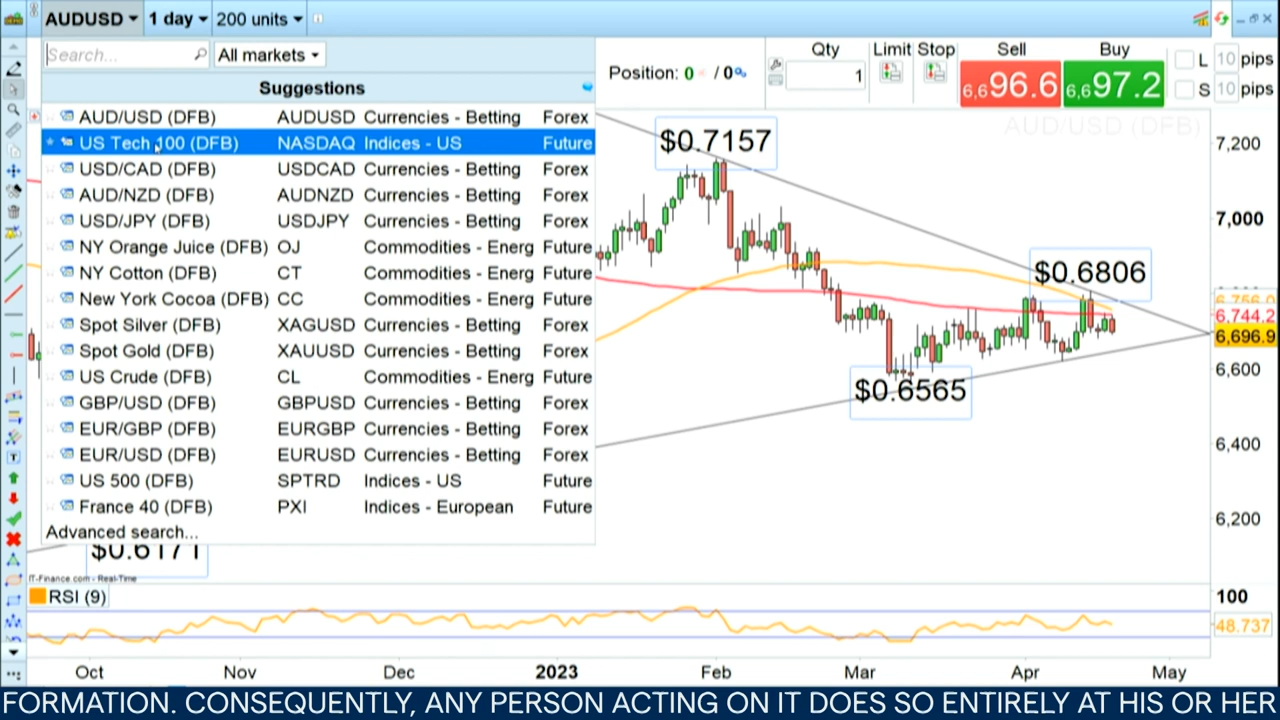 AUDUSD 1 day 200 units
Search... All markets
Suggestions
AUD/USD (DFB) AUDUSD Currencies - Betting Forex
US Tech 100 (DFB) NASDAQ Indices - US Future
USD/CAD (DFB) USDCAD Currencies - Betting Forex
AUD/NZD (DFB) AUDNZD Currencies - Betting Forex
USD/JPY (DFB) USDJPY Currencies - Betting Forex
NY Orange Juice (DFB) OJ Commodities - Energ Future
NY Cotton (DFB) CT Commodities - Energ Future
New York Cocoa (DFB) CC Commodities - Energ Future
Spot Silver (DFB) XAGUSD Currencies - Betting Forex
Spot Gold (DFB) XAUUSD Currencies - Betting Forex
US Crude (DFB) CL Commodities - Energ Future
GBP/USD (DFB) GBPUSD Currencies - Betting Forex
EUR/GBP (DFB) EURGBP Currencies - Betting Forex
EUR/USD (DFB) EURUSD Currencies - Betting Forex
US 500 (DFB) SPTRD Indices - US Future
France 40 (DFB) PXI Indices - European Future
Advanced search...
Position: 0 / 0
Qty Limit Stop Sell Buy
1 6,696.6 6,697.2
L 10 pips
S 10 pips
AUD/USD (DFB)
$0.7157
$0.6806
$0.6565
$0.6171
7,200
7,000
6,756.0
6,744.2
6,696.9
6,600
6,400
6,200
IT-Finance.com - Real-Time
RSI (9)
100
48.737
Oct Nov Dec 2023 Feb Mar Apr May
FORMATION. CONSEQUENTLY, ANY PERSON ACTING ON IT DOES SO ENTIRELY AT HIS OR HER